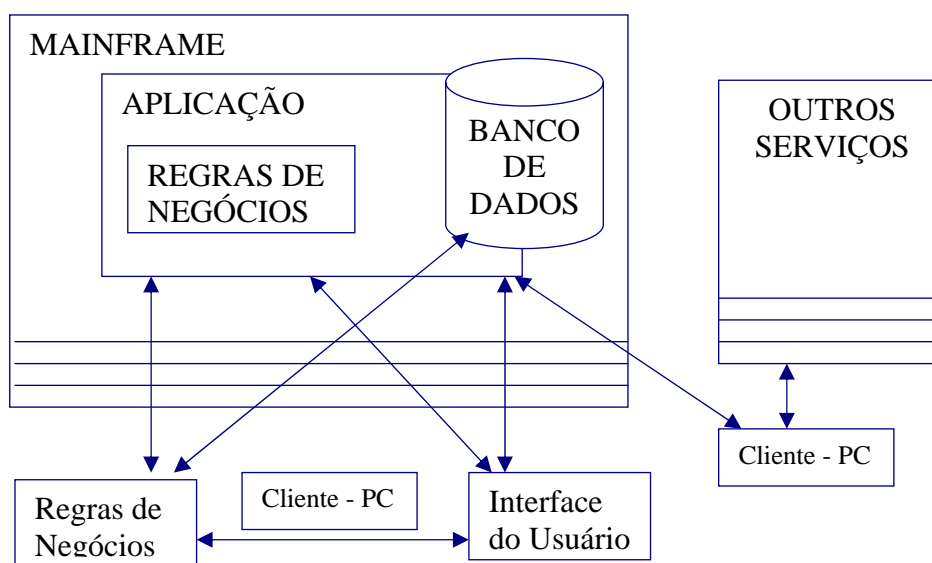 MAINFRAME
APLICAÇÃO
REGRAS DE
NEGÓCIOS
BANCO
DE
DADOS
OUTROS
SERVIÇOS
Cliente - PC
Regras de
Negócios
Cliente - PC
Interface
do Usuário